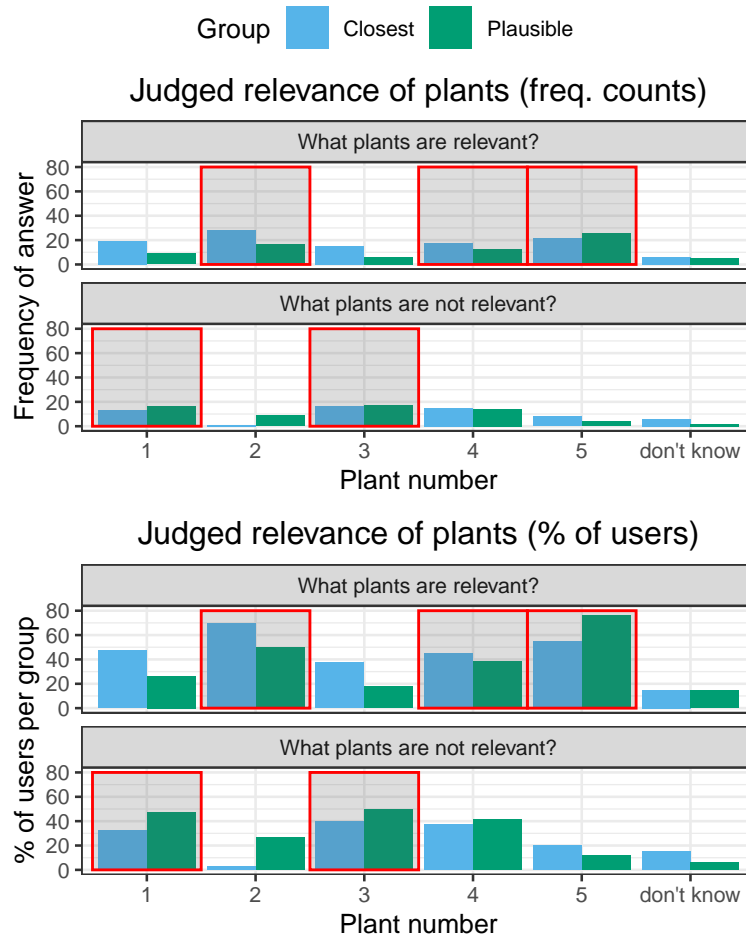 Group Closest Plausible
Judged relevance of plants (freq. counts)
What plants are relevant?
80
60
40
20
0
What plants are not relevant?
80
60
40
20
0
Frequency of answer
1 2 3 4 5 don't know
Plant number
Judged relevance of plants (% of users)
What plants are relevant?
80
60
40
20
0
What plants are not relevant?
80
60
40
20
0
% of users per group
1 2 3 4 5 don't know
Plant number